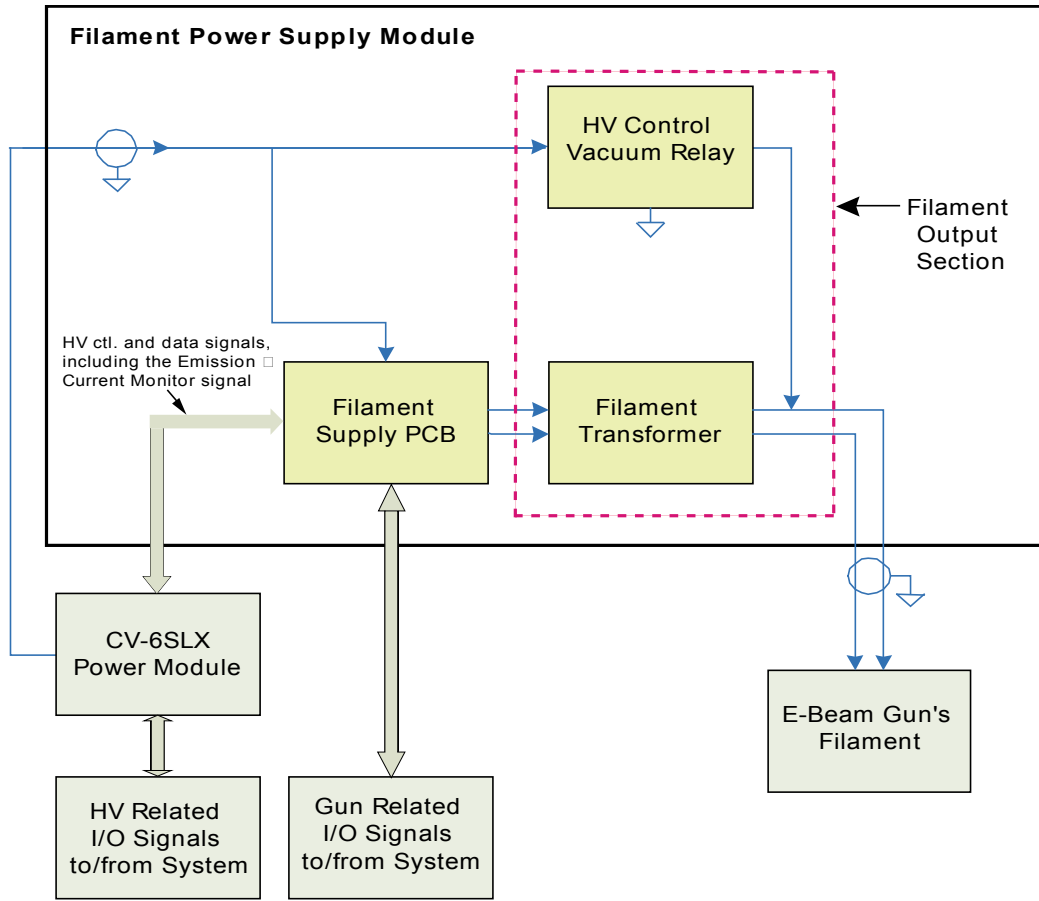 Filament Power Supply Module
HV Control
Vacuum Relay
Filament
Output
Section
HV ctl. and data signals,
including the Emission □
Current Monitor signal
Filament
Supply PCB
Filament
Transformer
CV-6SLX
Power Module
E-Beam Gun's
Filament
HV Related
I/O Signals
to/from System
Gun Related
I/O Signals
to/from System